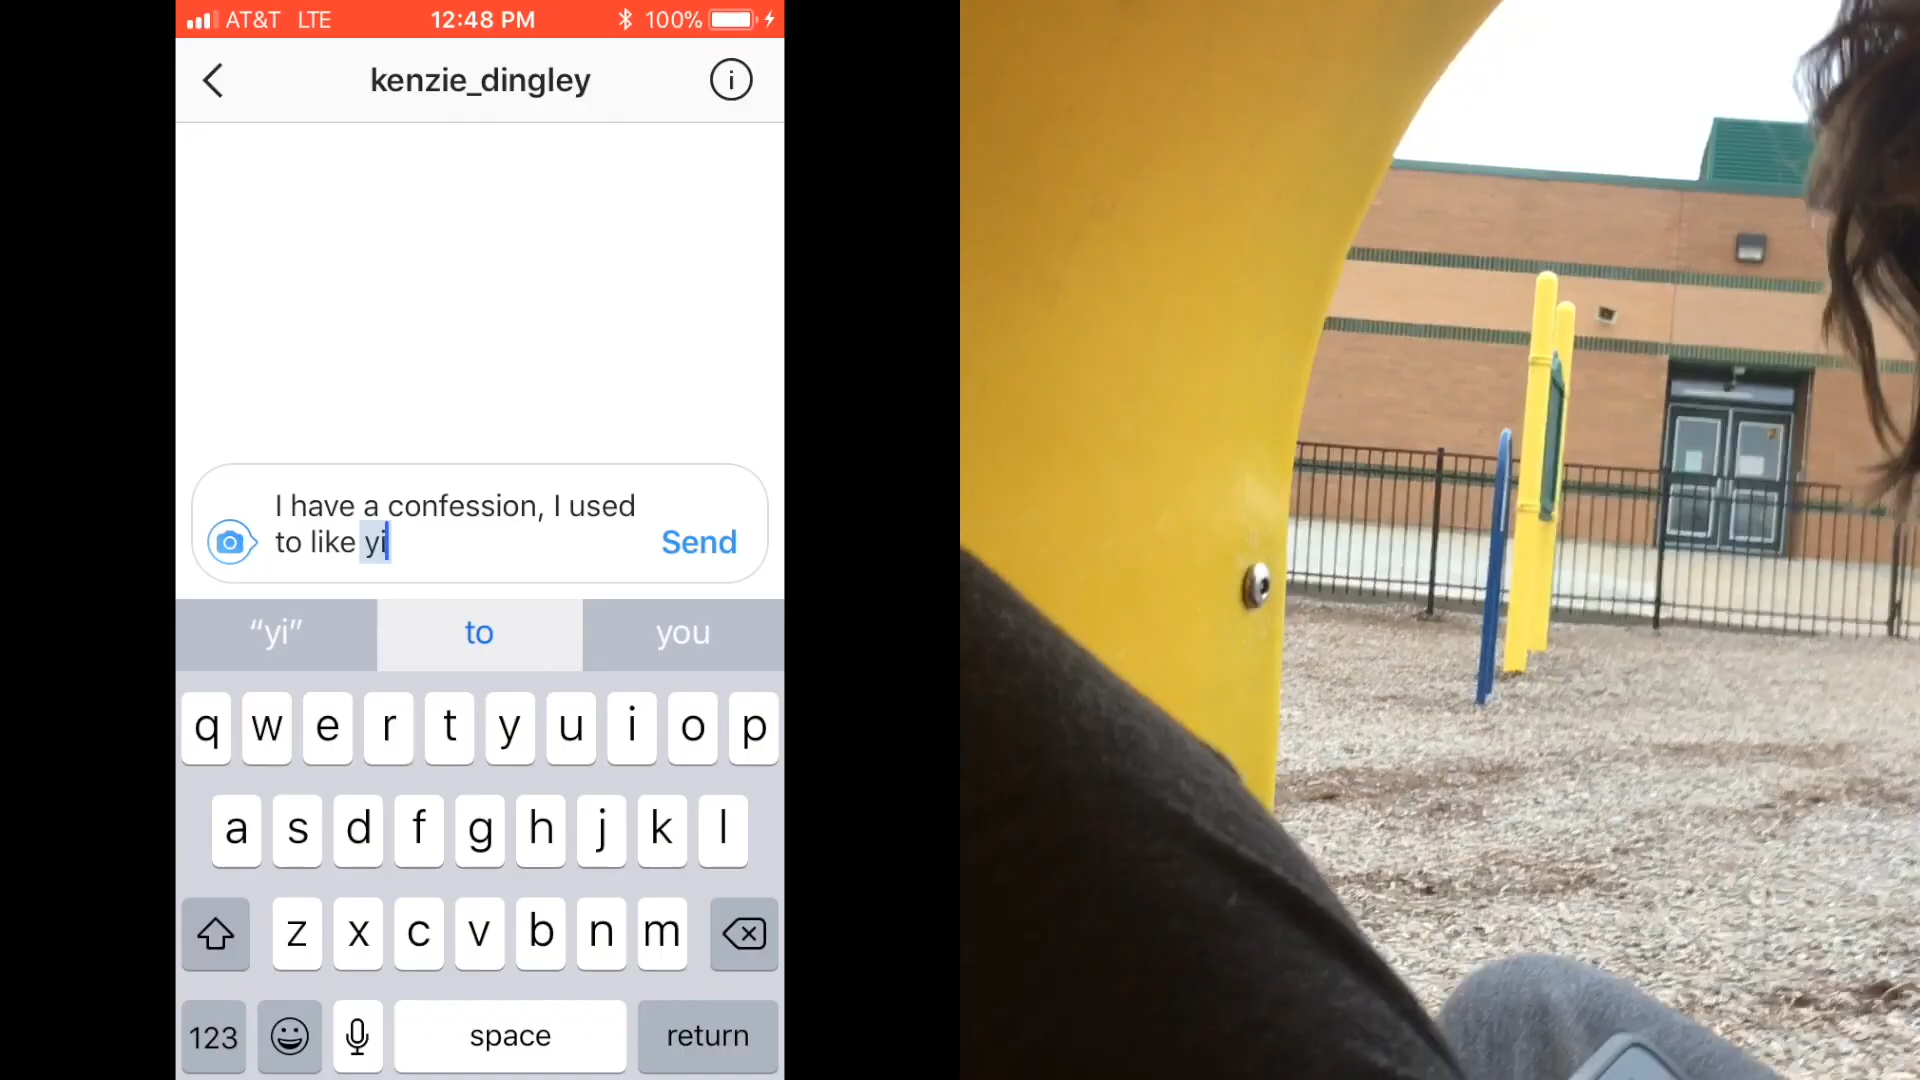 AT&T LTE 12:48 PM 100%
kenzie_dingley
I have a confession, I used
to like yi
Send
“yi” to you
q w e r t y u i o p
a s d f g h j k l
z x c v b n m
123 space return